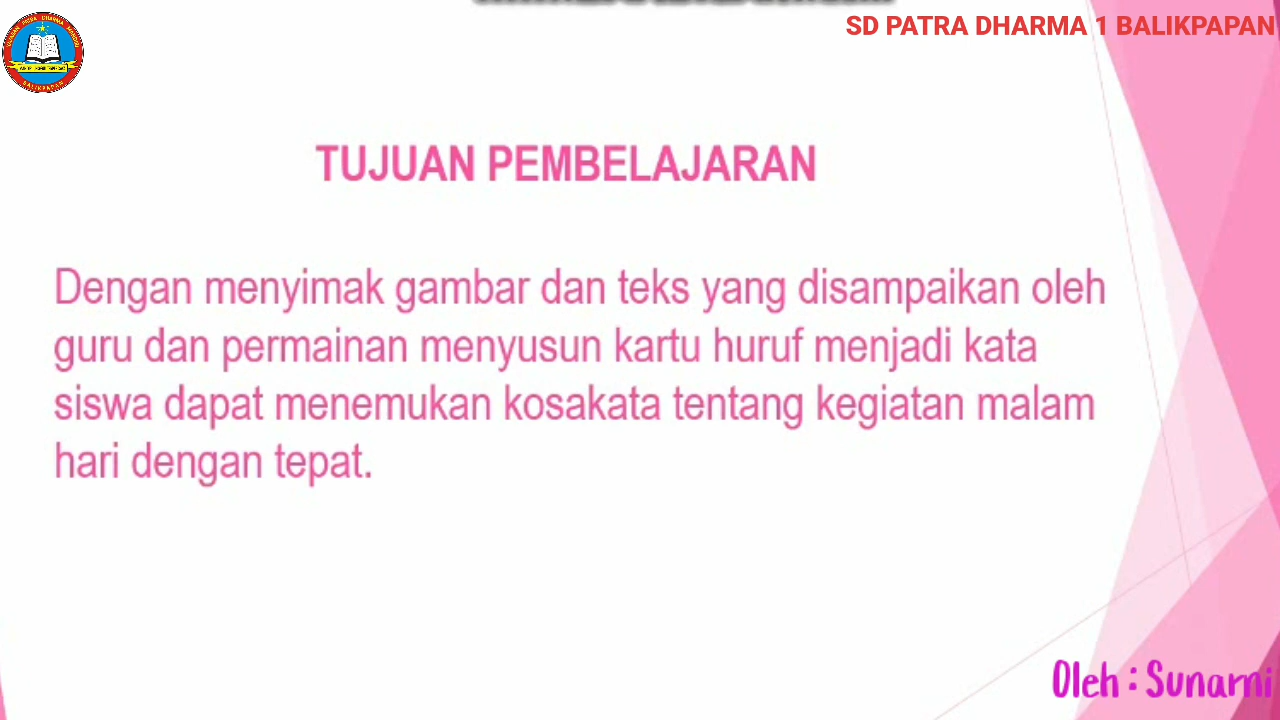 SD PATRA DHARMA 1 BALIKPAPAN
TUJUAN PEMBELAJARAN
Dengan menyimak gambar dan teks yang disampaikan oleh
guru dan permainan menyusun kartu huruf menjadi kata
siswa dapat menemukan kosakata tentang kegiatan malam
hari dengan tepat.
Oleh : Sunarni